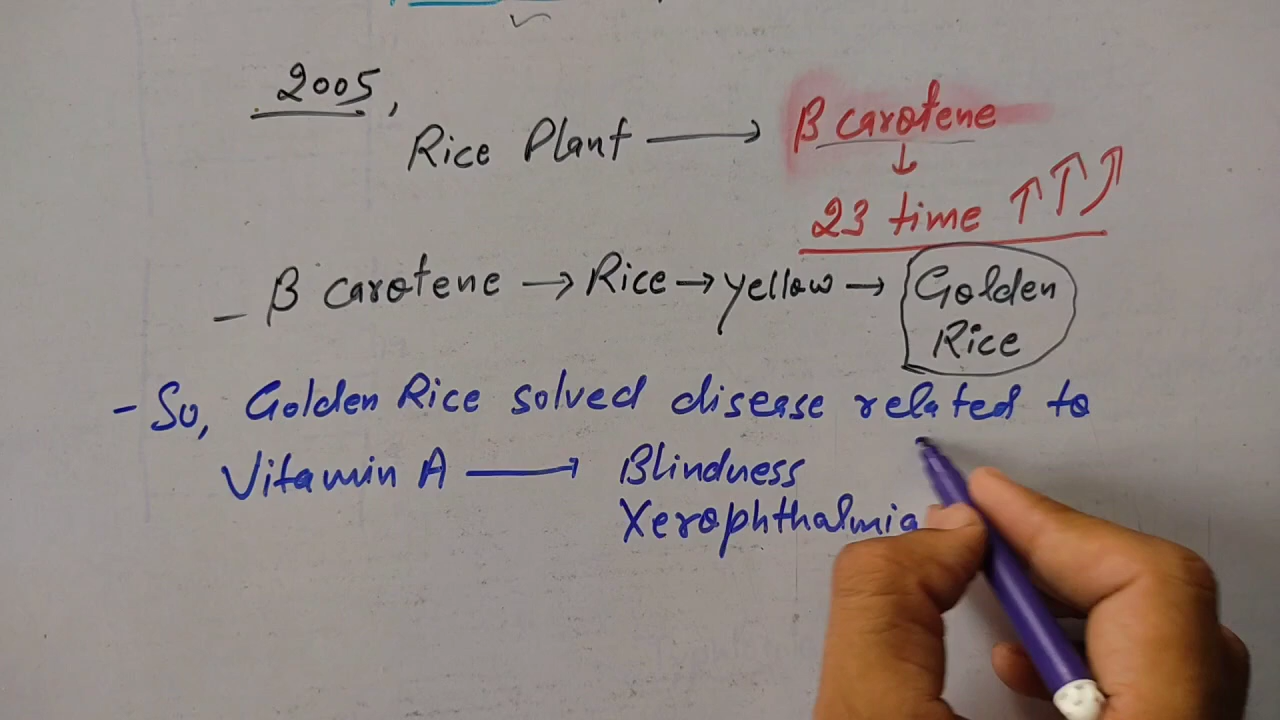 2005,
Rice Plant → β carotene
↓
23 time ↑↑↑
- β carotene → Rice → yellow → Golden Rice
- So, Golden Rice solved disease related to
Vitamin A → Blindness
Xerophthalmia